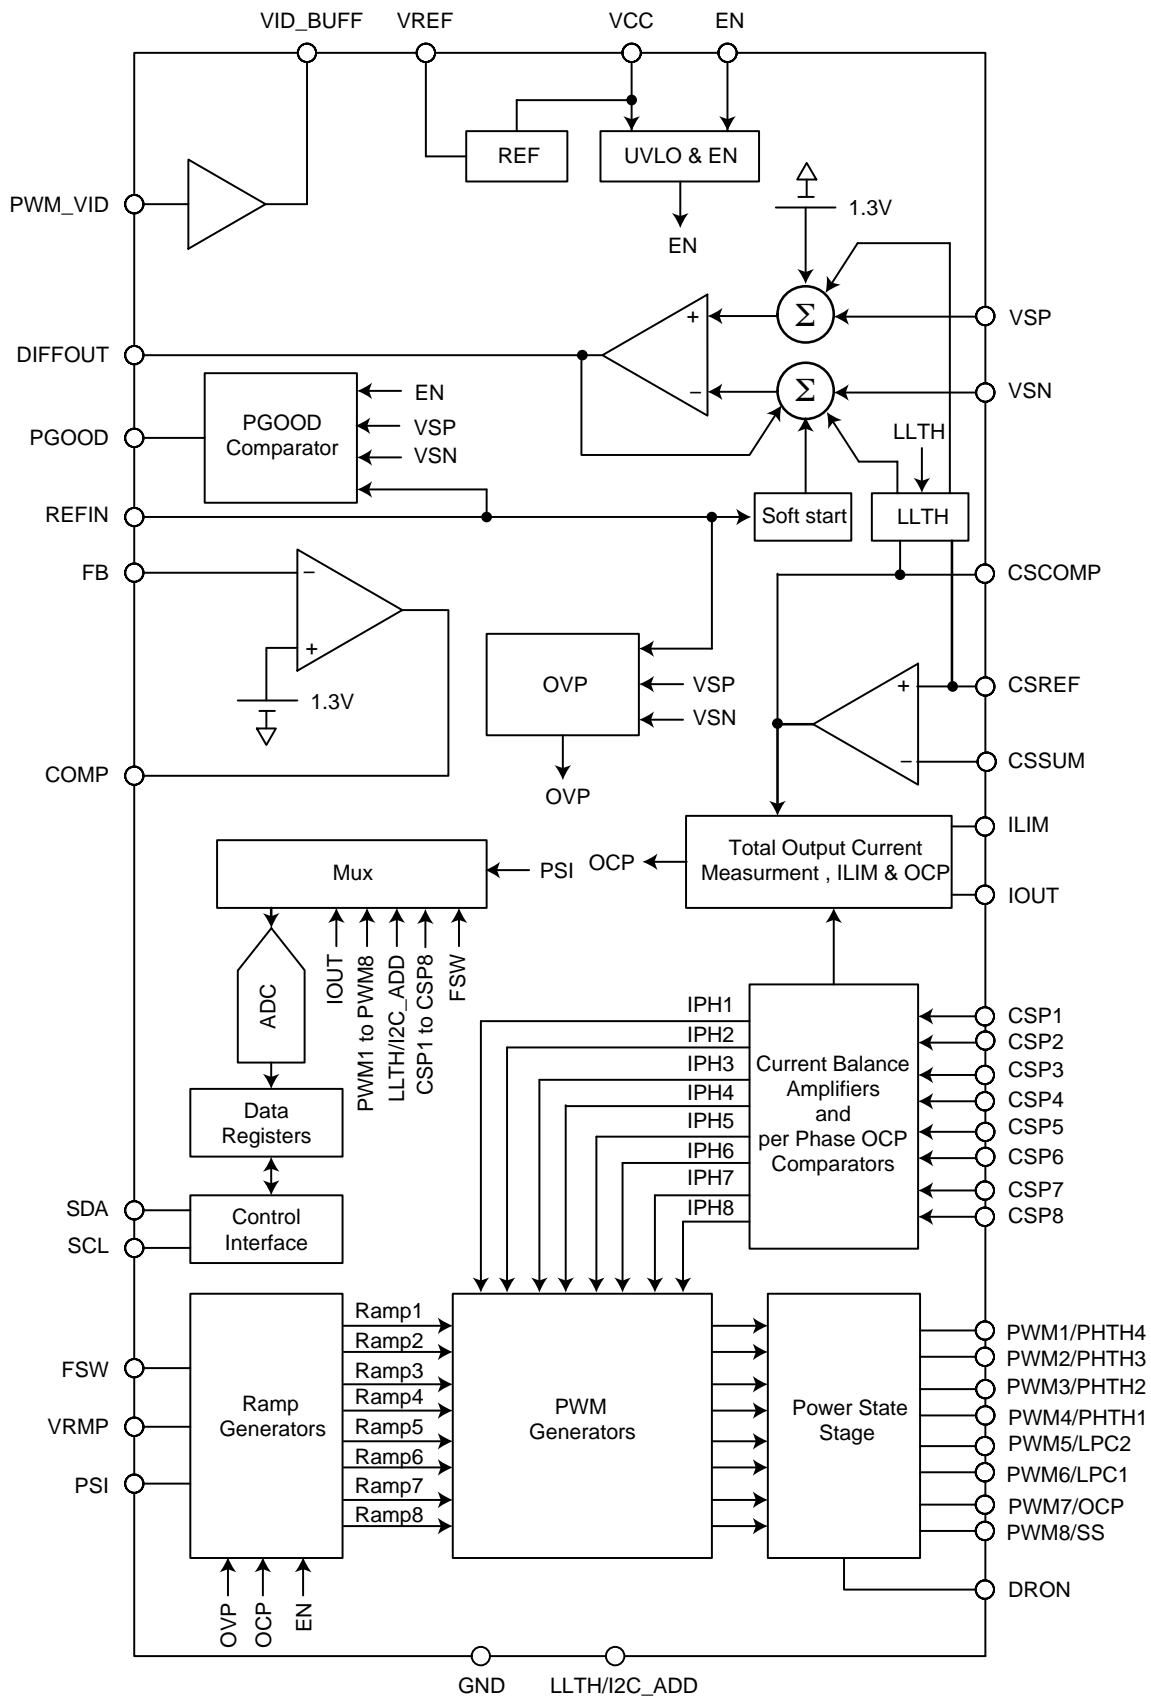 VID_BUFF
VREF
VCC
EN
REF
UVLO & EN
PWM_VID
1.3V
EN
+
Σ
VSP
DIFFOUT
−
Σ
VSN
EN
PGOOD
Comparator
VSP
PGOOD
VSN
LLTH
REFIN
Soft start
LLTH
FB
−
CSCOMP
+
OVP
VSP
+
CSREF
1.3V
VSN
COMP
−
CSSUM
OVP
ILIM
Total Output Current
Measurment , ILIM & OCP
OCP
Mux
PSI
IOUT
ADC
IOUT
PWM1 to PWM8
LLTH/I2C_ADD
CSP1 to CSP8
FSW
IPH1
IPH2
IPH3
IPH4
IPH5
IPH6
IPH7
IPH8
Current Balance
Amplifiers
and
per Phase OCP
Comparators
CSP1
CSP2
CSP3
CSP4
CSP5
CSP6
CSP7
CSP8
Data
Registers
SDA
SCL
Control
Interface
Ramp1
Ramp2
Ramp3
Ramp4
Ramp5
Ramp6
Ramp7
Ramp8
FSW
VRMP
PSI
Ramp
Generators
PWM
Generators
Power State
Stage
PWM1/PHTH4
PWM2/PHTH3
PWM3/PHTH2
PWM4/PHTH1
PWM5/LPC2
PWM6/LPC1
PWM7/OCP
PWM8/SS
DRON
OVP
OCP
EN
GND
LLTH/I2C_ADD